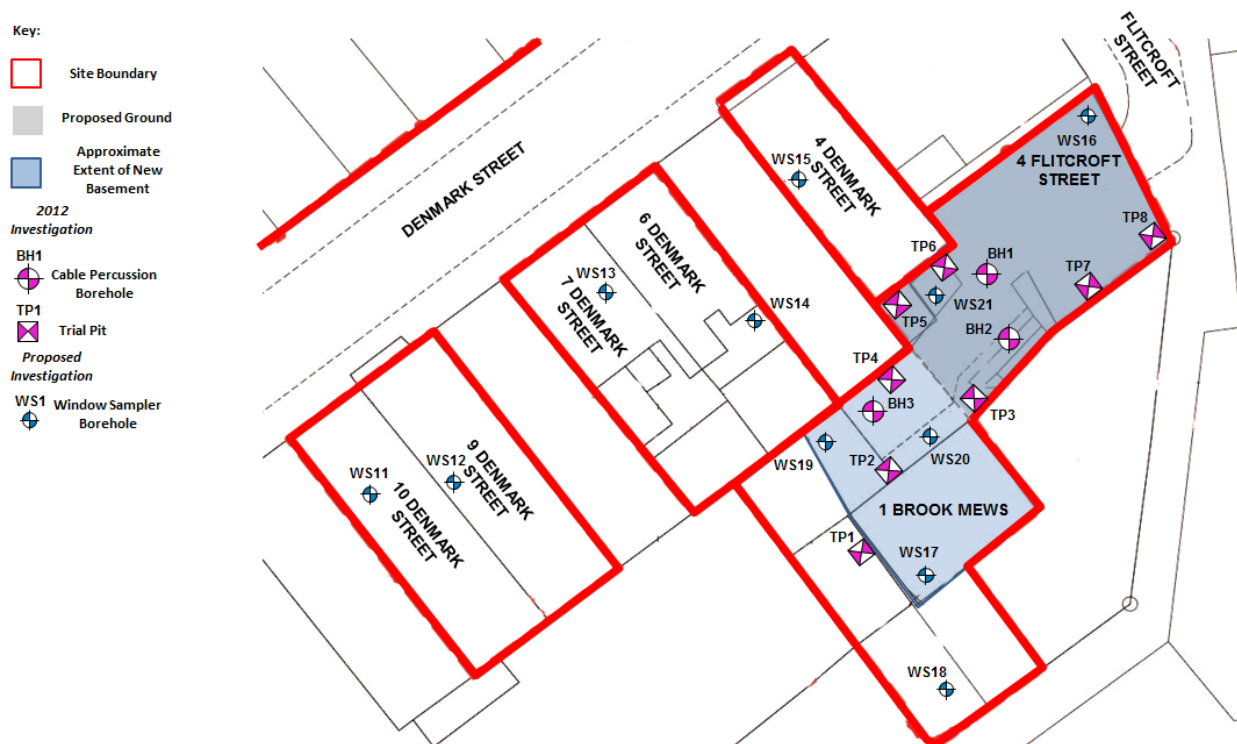 Key:
Site Boundary
Proposed Ground
Approximate
Extent of New
Basement
2012
Investigation
BH1
Cable Percussion
Borehole
TP1
Trial Pit
Proposed
Investigation
WS1
Window Sampler
Borehole
FLITCROFT
STREET
DENMARK STREET
WS16
4 FLITCROFT
STREET
WS15
4 DENMARK
STREET
TP8
TP6
BH1
TP7
6 DENMARK
STREET
WS13
7 DENMARK
STREET
WS14
TP5
WS21
BH2
TP4
BH3
TP3
WS19
TP2
WS20
9 DENMARK
STREET
WS12
WS11
10 DENMARK
STREET
1 BROOK MEWS
TP1
WS17
WS18